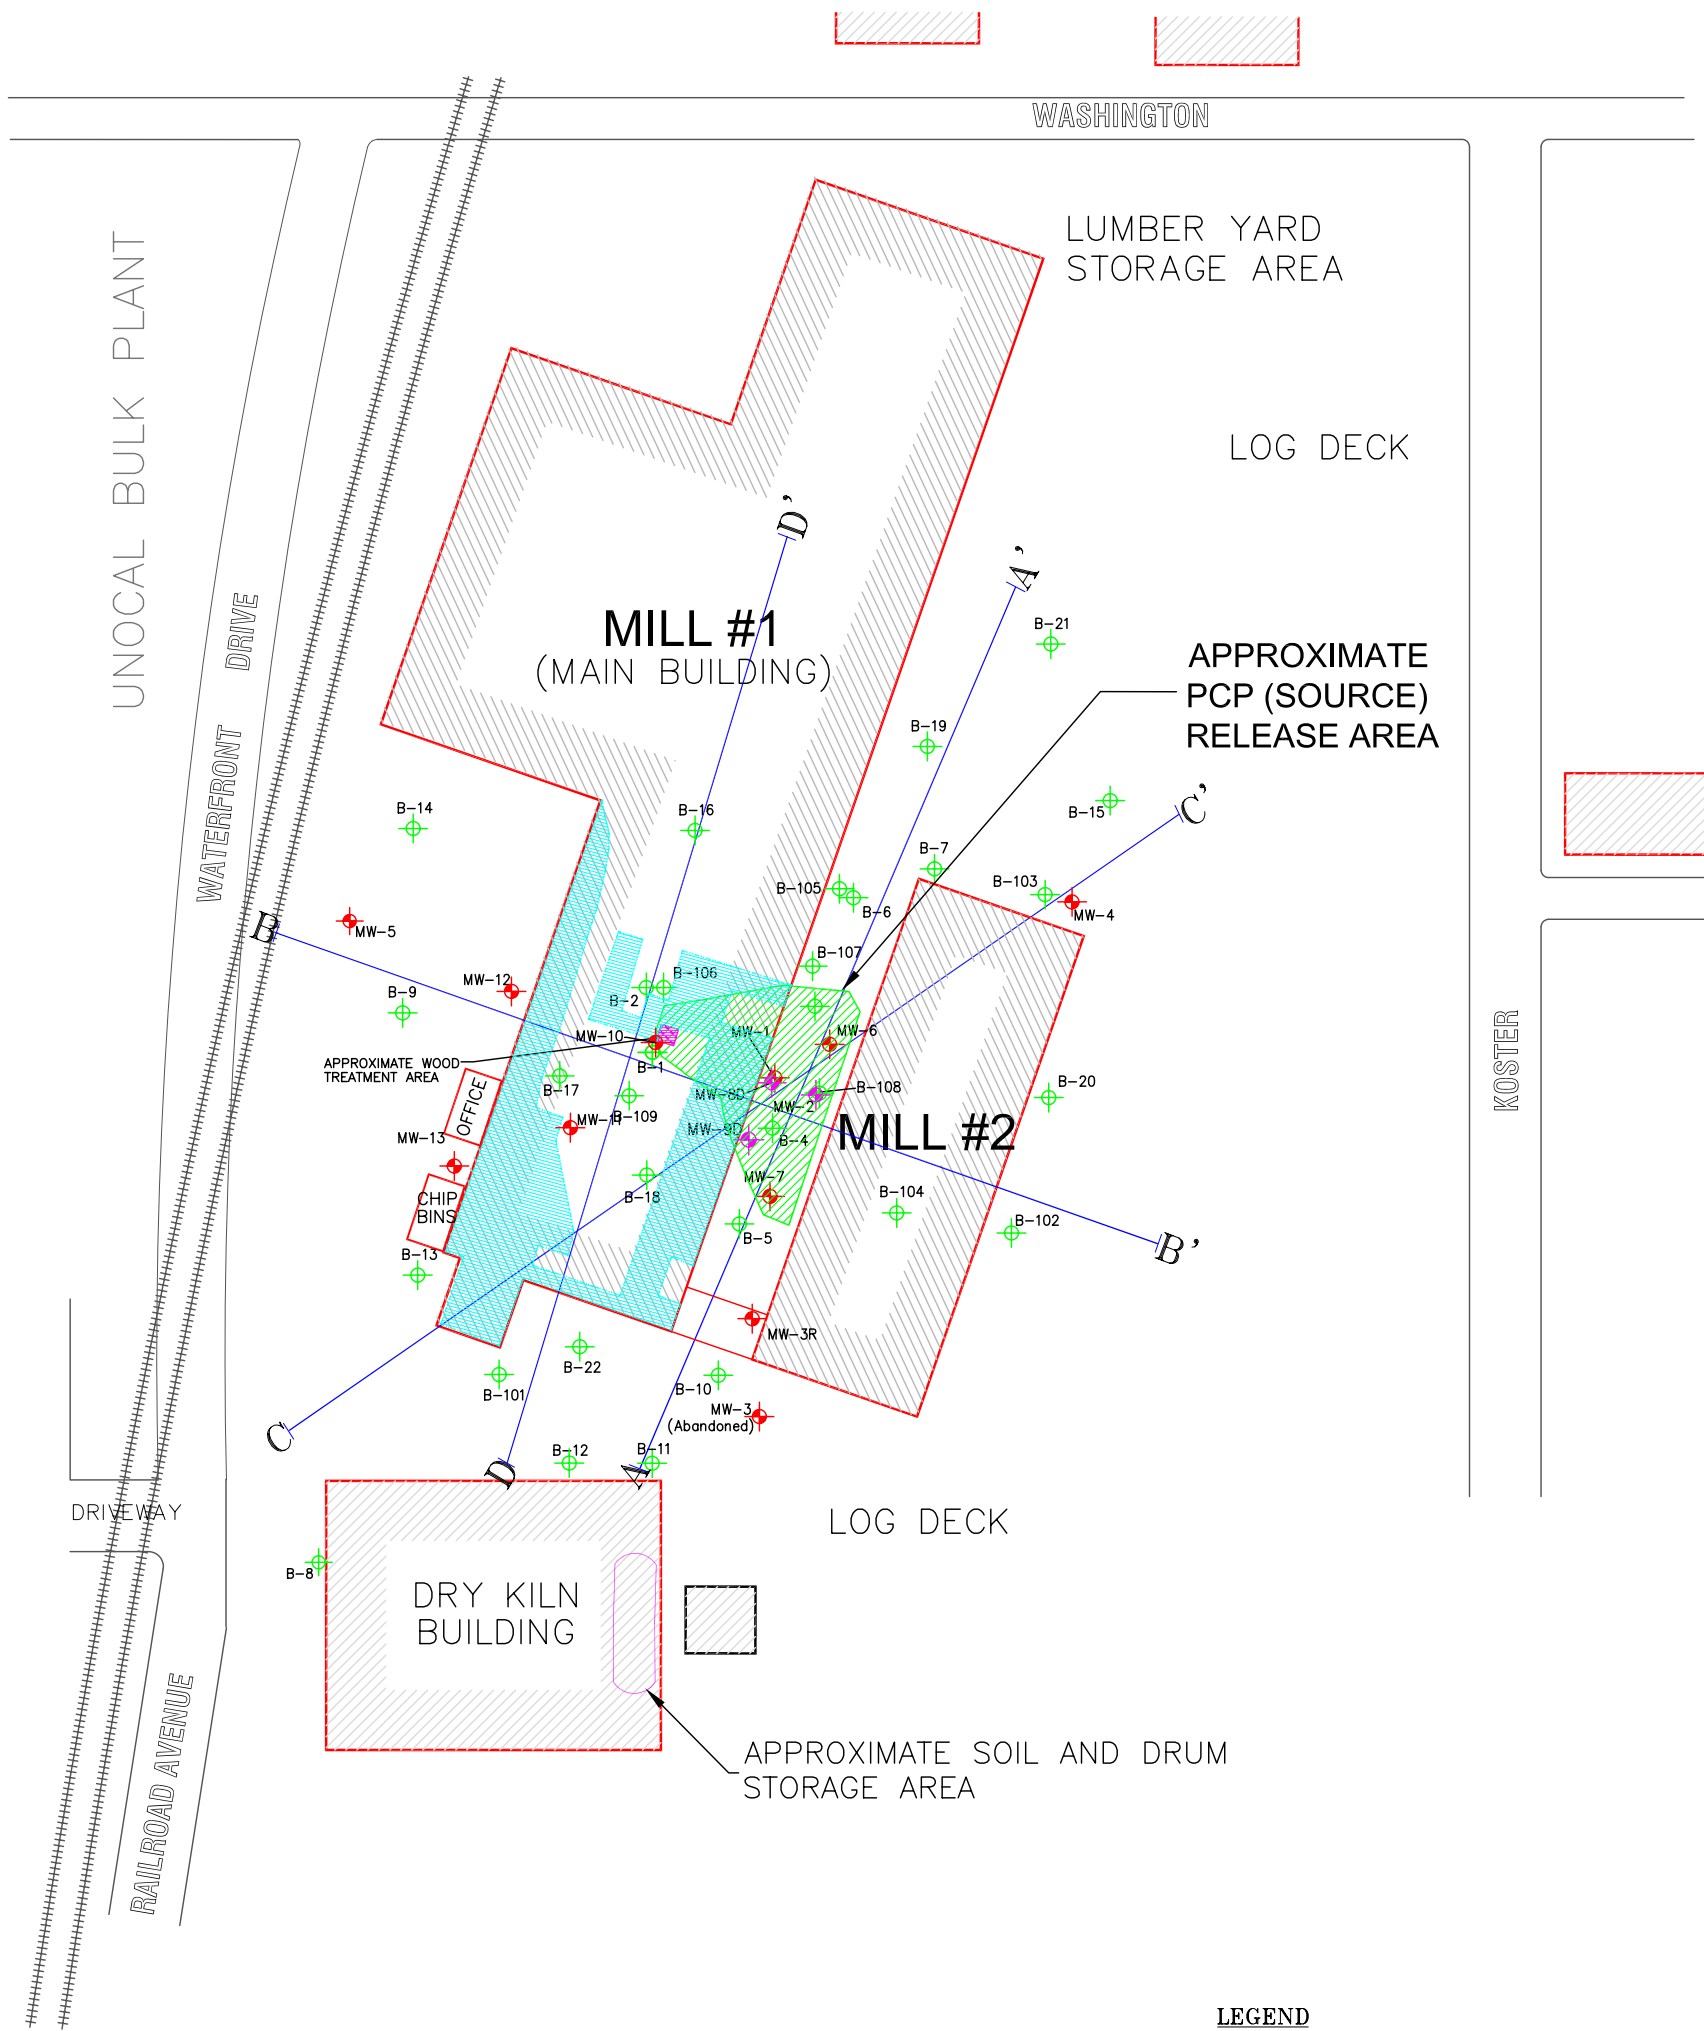 WASHINGTON
LUMBER YARD
STORAGE AREA
UNOCAL BULK PLANT
LOG DECK
D'
A'
WATERFRONT DRIVE
MILL #1
(MAIN BUILDING)
B-21
APPROXIMATE
PCP (SOURCE)
RELEASE AREA
B-19
B-14
B-16
B-15
C'
B-7
B-105
B-103
B-6
MW-4
B
MW-5
B-107
MW-12
B-106
B-9
B-2
MW-10
MW-1
MW-6
KOSTER
APPROXIMATE WOOD
TREATMENT AREA
B-1
B-17
MW-8D
B-108
B-20
OFFICE
MW-11
B-109
MW-2
MW-9D
B-4
MILL #2
MW-13
MW-7
CHIP
BINS
B-18
B-104
B-102
B-5
B-13
B'
MW-3R
B-22
B-101
B-10
MW-3
(Abandoned)
C
B-12
B-11
D
A
DRIVEWAY
LOG DECK
B-8
DRY KILN
BUILDING
RAILROAD AVENUE
APPROXIMATE SOIL AND DRUM
STORAGE AREA
LEGEND